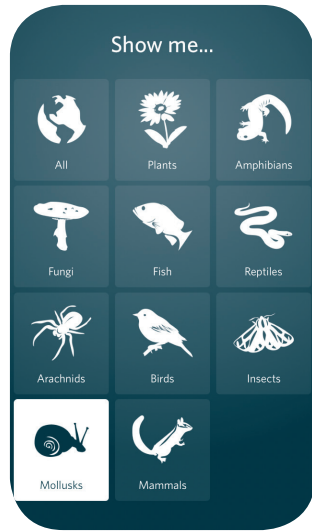 Show me...
All
Plants
Amphibians
Fungi
Fish
Reptiles
Arachnids
Birds
Insects
Mollusks
Mammals